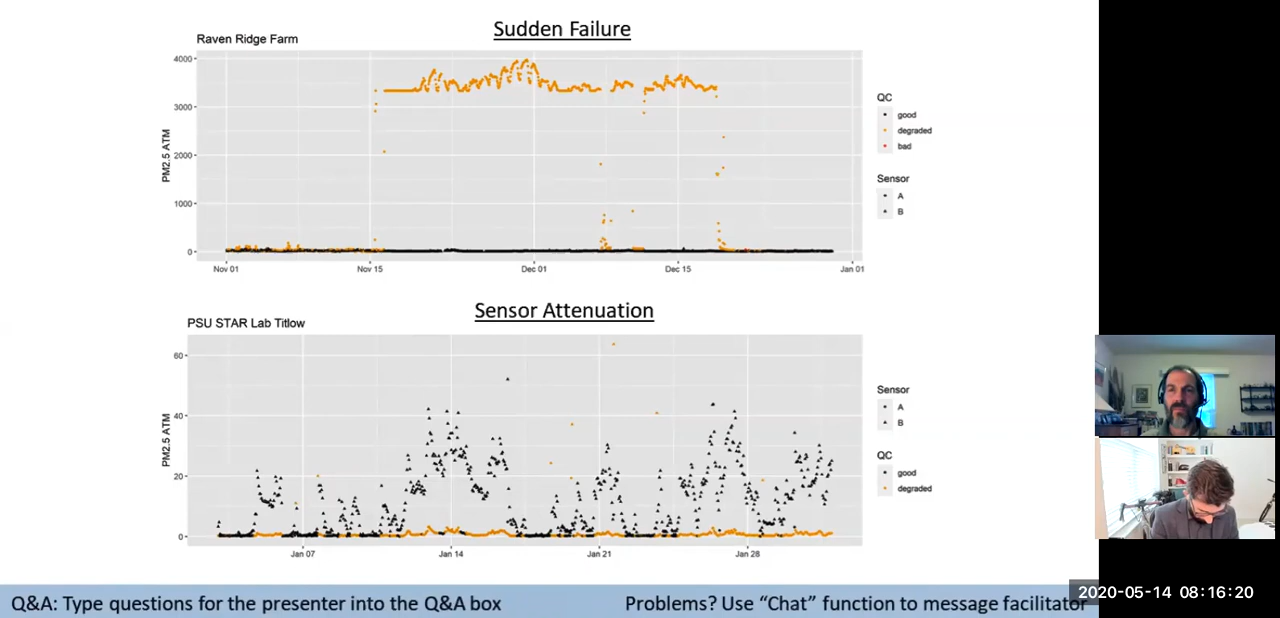 Sudden Failure
Raven Ridge Farm
4000
3000
2000
1000
0
PM2.5 ATM
Nov 01
Nov 15
Dec 01
Dec 15
Jan 01
QC
good
degraded
bad
Sensor
A
B
Sensor Attenuation
PSU STAR Lab Titlow
60
40
20
0
PM2.5 ATM
Jan 07
Jan 14
Jan 21
Jan 28
Sensor
A
B
QC
good
degraded
Q&A: Type questions for the presenter into the Q&A box
Problems? Use “Chat” function to message facilitator
2020-05-14 08:16:20